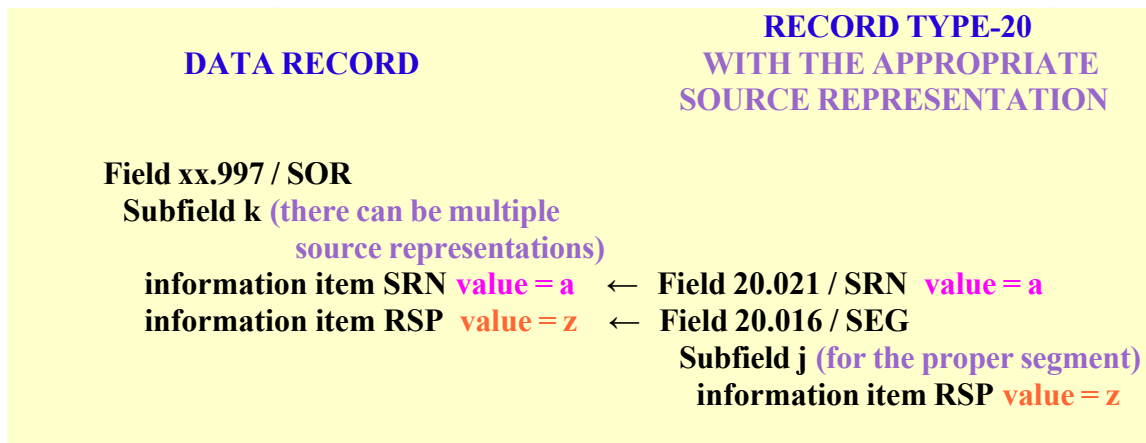 RECORD TYPE-20
DATA RECORD WITH THE APPROPRIATE
SOURCE REPRESENTATION
Field xx.997 / SOR
Subfield k (there can be multiple
source representations)
information item SRN value = a ← Field 20.021 / SRN value = a
information item RSP value = z ← Field 20.016 / SEG
Subfield j (for the proper segment)
information item RSP value = z